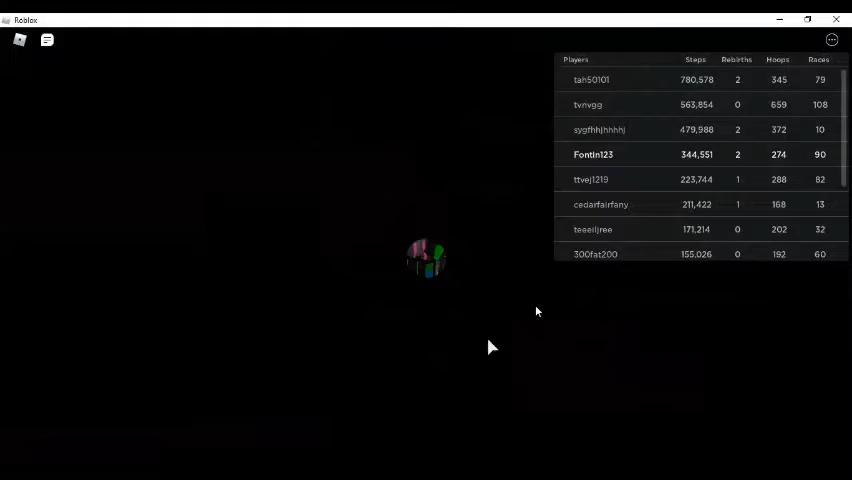 Roblox
Players Steps Rebirths Hoops Races
tah50101 780,578 2 345 79
tvnvgg 563,854 0 659 108
sygfhhjhhhhj 479,988 2 372 10
Fontin123 344,551 2 274 90
ttvej1219 223,744 1 288 82
cedarfairfany 211,422 1 168 13
teeeiljree 171,214 0 202 32
300fat200 155,026 0 192 60